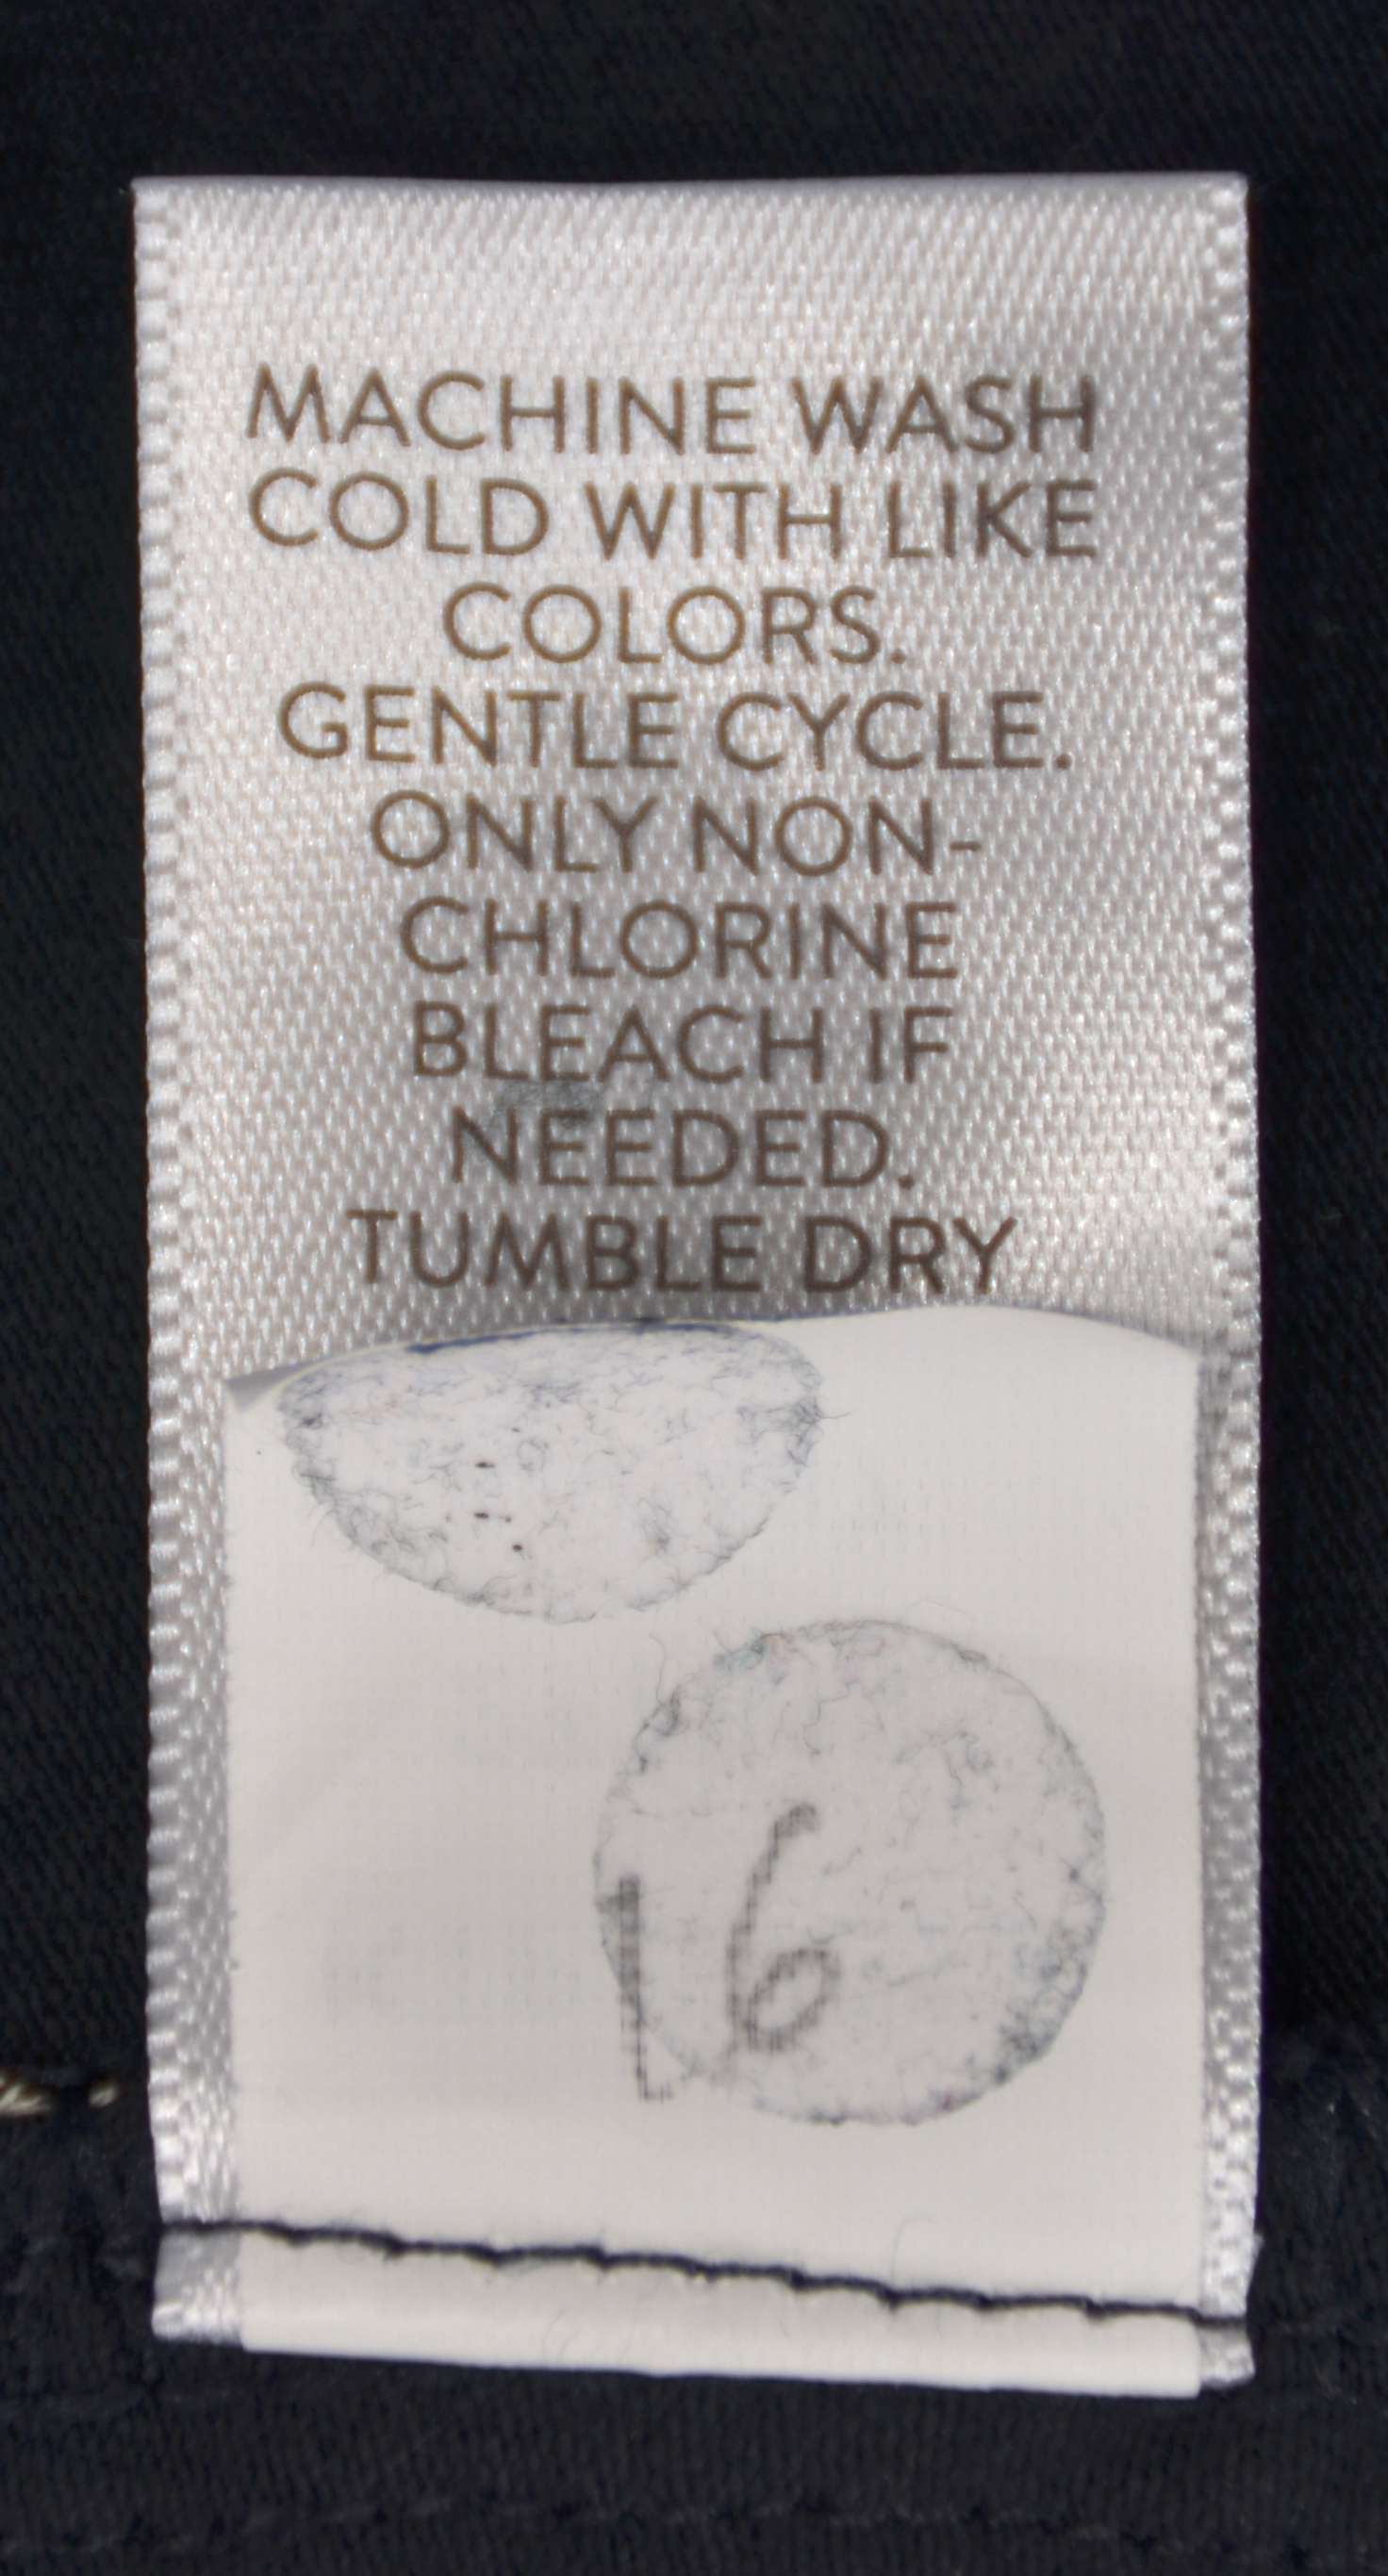 MACHINE WASH
COLD WITH LIKE
COLORS.
GENTLE CYCLE.
ONLY NON-
CHLORINE
BLEACH IF
NEEDED.
TUMBLE DRY
16